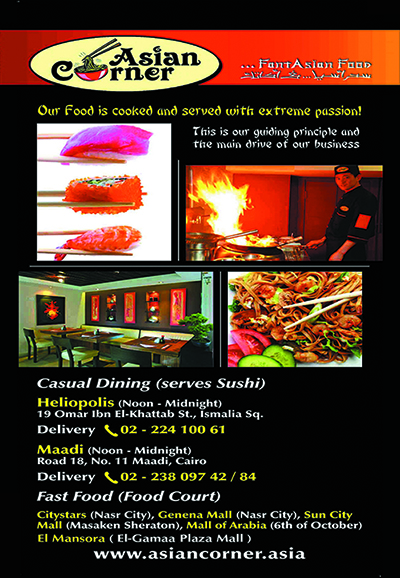 Asian
Corner
... FantAsian Food
Our Food is cooked and served with extreme passion!
This is our guiding principle and
the main drive of our business
Casual Dining (serves Sushi)
Heliopolis (Noon - Midnight)
19 Omar Ibn El-Khattab St., Ismalia Sq.
Delivery 02 - 224 100 61
Maadi (Noon - Midnight)
Road 18, No. 11 Maadi, Cairo
Delivery 02 - 238 097 42 / 84
Fast Food (Food Court)
Citystars (Nasr City), Genena Mall (Nasr City), Sun City
Mall (Masaken Sheraton), Mall of Arabia (6th of October)
El Mansora ( El-Gamaa Plaza Mall )
www.asiancorner.asia